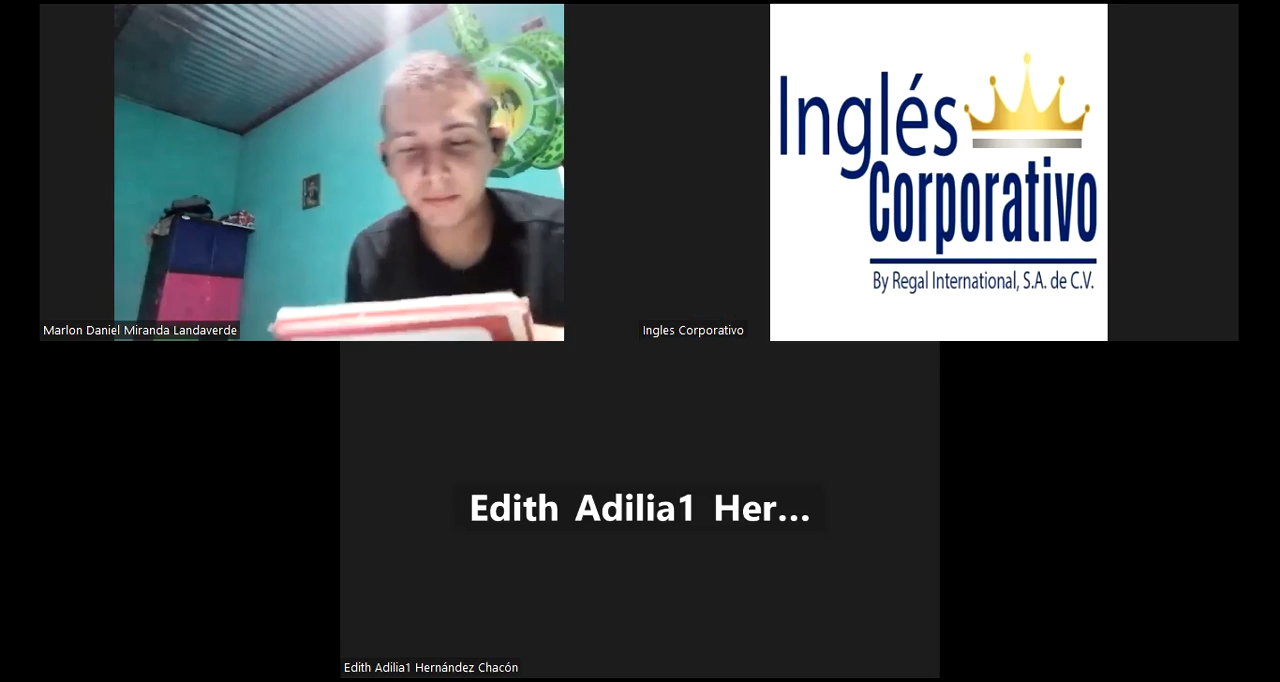 Marlon Daniel Miranda Landaverde
Inglés
Corporativo
By Regal International, S.A. de C.V.
Ingles Corporativo
Edith Adilia1 Her...
Edith Adilia1 Hernández Chacón